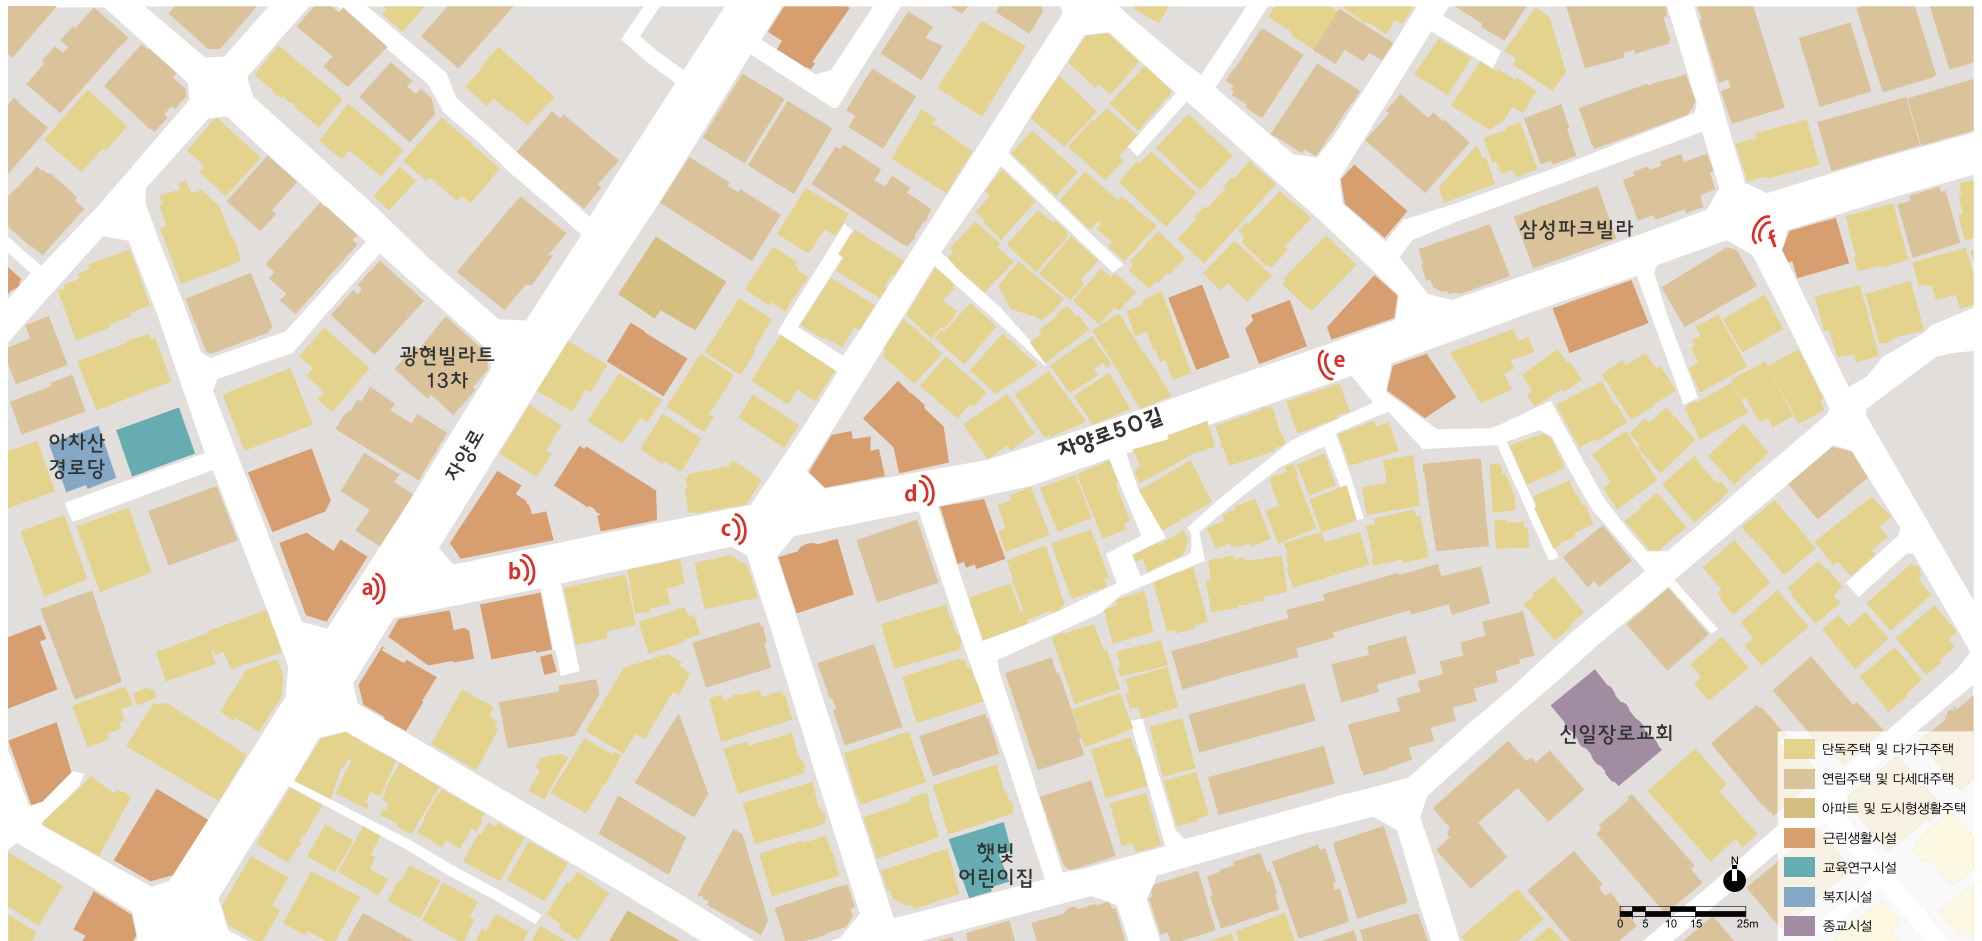 삼성파크빌라
f
광현빌라트
13차
e
자양로50길
아차산
경로당
자양로
d
c
b
a
신일장로교회
햇빛
어린이집
단독주택 및 다가구주택
연립주택 및 다세대주택
아파트 및 도시형생활주택
근린생활시설
교육연구시설
복지시설
종교시설
N
0 5 10 15 25m